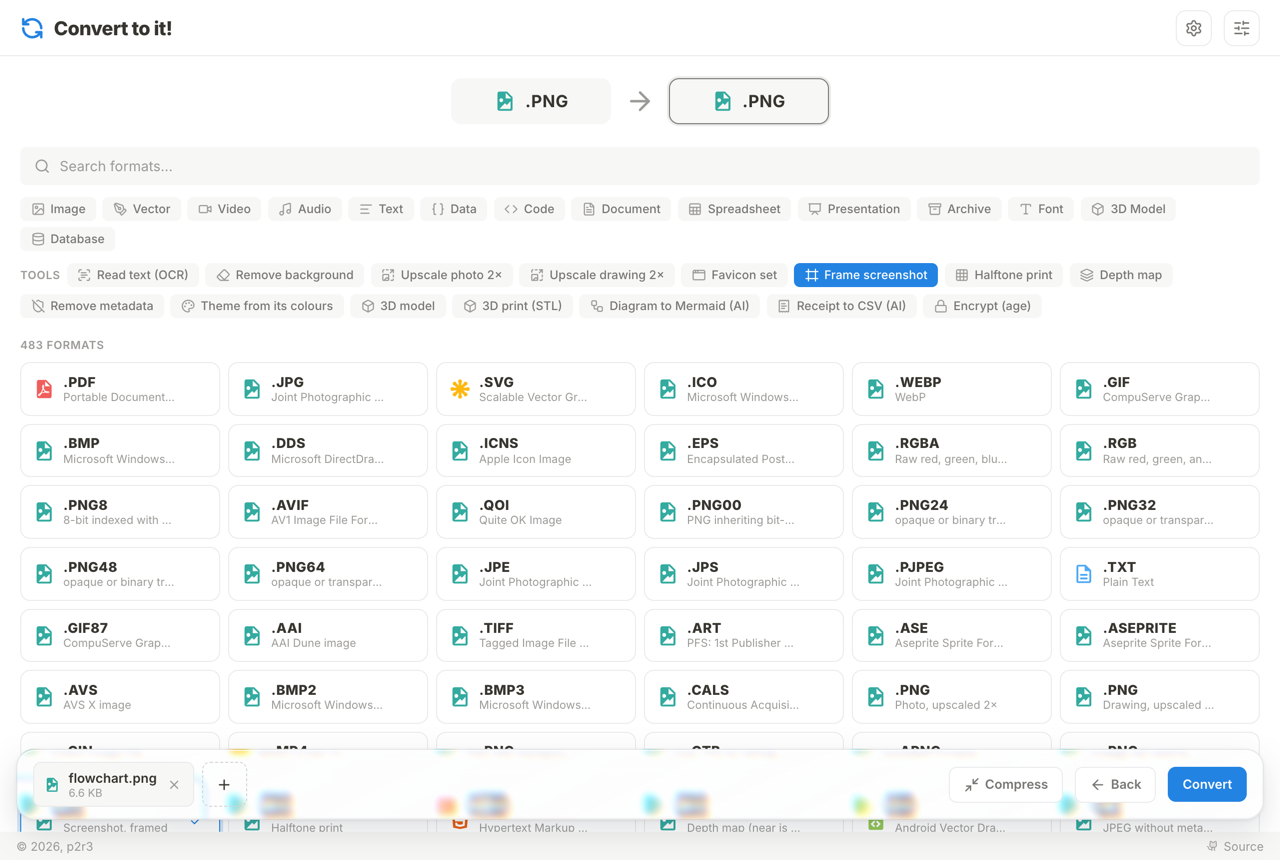 Convert to it!
.PNG
.PNG
Search formats...
Image Vector Video Audio Text Data Code Document Spreadsheet Presentation Archive Font 3D Model
Database
TOOLS Read text (OCR) Remove background Upscale photo 2× Upscale drawing 2× Favicon set Frame screenshot Halftone print Depth map
Remove metadata Theme from its colours 3D model 3D print (STL) Diagram to Mermaid (AI) Receipt to CSV (AI) Encrypt (age)
483 FORMATS
.PDF .JPG .SVG .ICO .WEBP .GIF
Portable Document... Joint Photographic ... Scalable Vector Gr... Microsoft Windows... WebP CompuServe Grap...
.BMP .DDS .ICNS .EPS .RGBA .RGB
Microsoft Windows... Microsoft DirectDra... Apple Icon Image Encapsulated Post... Raw red, green, blu... Raw red, green, an...
.PNG8 .AVIF .QOI .PNG00 .PNG24 .PNG32
8-bit indexed with ... AV1 Image File For... Quite OK Image PNG inheriting bit-... opaque or binary tr... opaque or transpar...
.PNG48 .PNG64 .JPE .JPS .PJPEG .TXT
opaque or binary tr... opaque or transpar... Joint Photographic ... Joint Photographic ... Joint Photographic ... Plain Text
.GIF87 .AAI .TIFF .ART .ASE .ASEPRITE
CompuServe Grap... AAI Dune image Tagged Image File ... PFS: 1st Publisher ... Aseprite Sprite For... Aseprite Sprite For...
.AVS .BMP2 .BMP3 .CALS .PNG .PNG
AVS X image Microsoft Windows... Microsoft Windows... Continuous Acquisi... Photo, upscaled 2× Drawing, upscaled ...
flowchart.png
6.6 KB
Compress Back Convert
Screenshot, framed Halftone print Hypertext Markup ... Depth map (near is ... Android Vector Dra... JPEG without meta...
© 2026, p2r3 Source